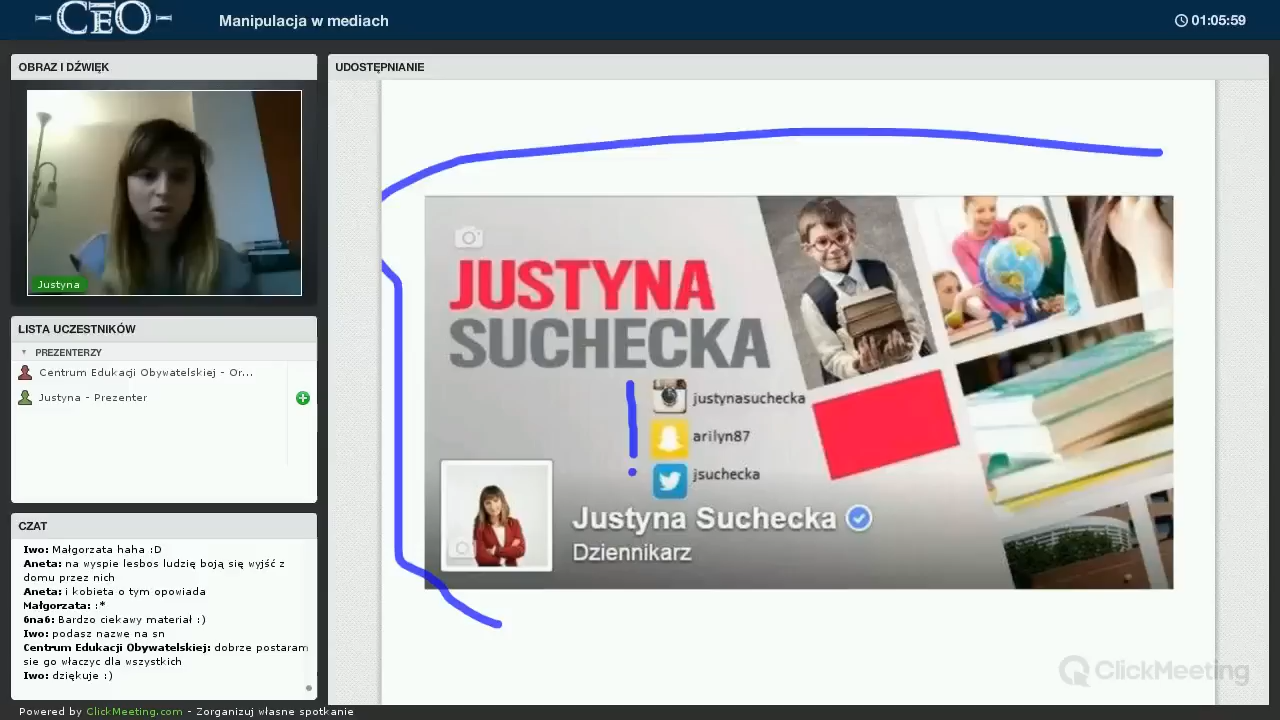 CEO
Manipulacja w mediach
01:05:59
OBRAZ I DŹWIĘK
UDOSTĘPNIANIE
Justyna
LISTA UCZESTNIKÓW
PREZENTERZY
Centrum Edukacji Obywatelskiej - Or...
Justyna - Prezenter
CZAT
Iwo: Małgorzata haha :D
Aneta: na wyspie lesbos ludzię boją się wyjść z
domu przez nich
Aneta: i kobieta o tym opowiada
Małgorzata: :*
6na6: Bardzo ciekawy materiał :)
Iwo: podasz nazwe na sn
Centrum Edukacji Obywatelskiej: dobrze postaram
sie go właczyc dla wszystkich
Iwo: dziękuje :)
JUSTYNA
SUCHECKA
justynasuchecka
arilyn87
jsuchecka
Justyna Suchecka
Dziennikarz
ClickMeeting
Powered by ClickMeeting.com - Zorganizuj własne spotkanie